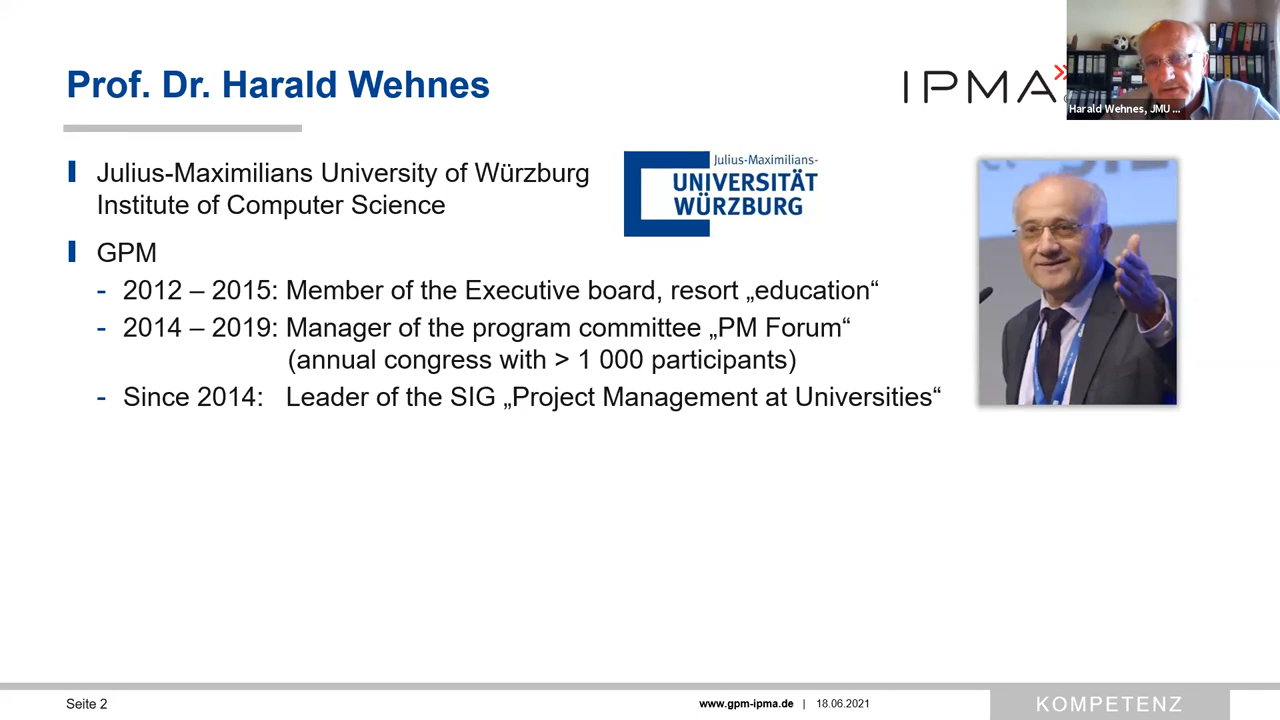 Prof. Dr. Harald Wehnes
IPMA
Harald Wehnes, JMU ...
Julius-Maximilians University of Würzburg
Institute of Computer Science
Julius-Maximilians-
UNIVERSITÄT
WÜRZBURG
GPM
- 2012 – 2015: Member of the Executive board, resort „education“
- 2014 – 2019: Manager of the program committee „PM Forum“
(annual congress with > 1 000 participants)
- Since 2014: Leader of the SIG „Project Management at Universities“
Seite 2
www.gpm-ipma.de | 18.06.2021
KOMPETENZ